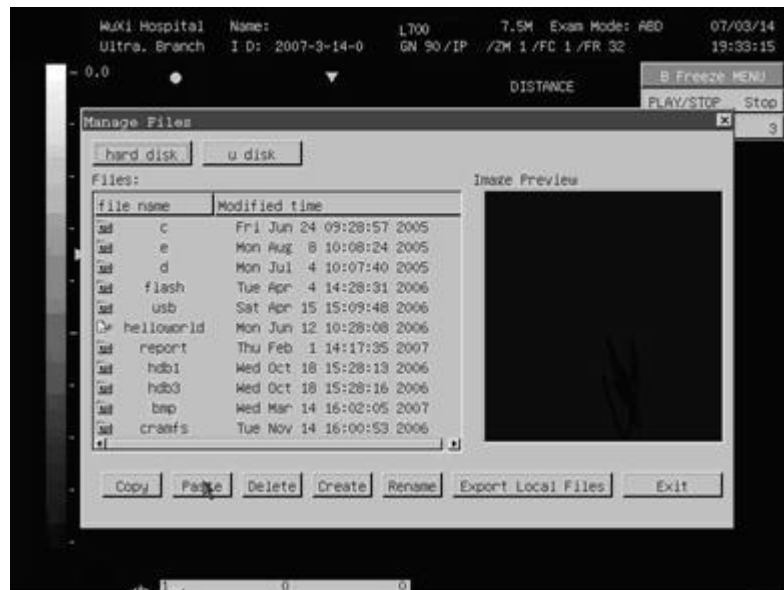 WuXi Hospital Name: L700 7.5M Exam Mode: ABD 07/03/14
Ultra. Branch I D: 2007-3-14-0 GN 90/IP /ZM 1/FC 1/FR 32 19:33:15
0.0
DISTANCE
B Freeze MENU
PLAY/STOP Stop
3
Manage Files
hard disk u disk
Files: Image Preview
file name Modified time
c Fri Jun 24 09:28:57 2005
e Mon Aug 8 10:08:24 2005
d Mon Jul 4 10:07:40 2005
flash Tue Apr 4 14:28:31 2006
usb Sat Apr 15 15:09:48 2006
helloworld Mon Jun 12 10:28:08 2006
report Thu Feb 1 14:17:35 2007
hdb1 Wed Oct 18 15:28:13 2006
hdb3 Wed Oct 18 15:28:16 2006
bmp Wed Mar 14 16:02:05 2007
cramfs Tue Nov 14 16:00:53 2006
Copy Paste Delete Create Rename Export Local Files Exit
1 0 0